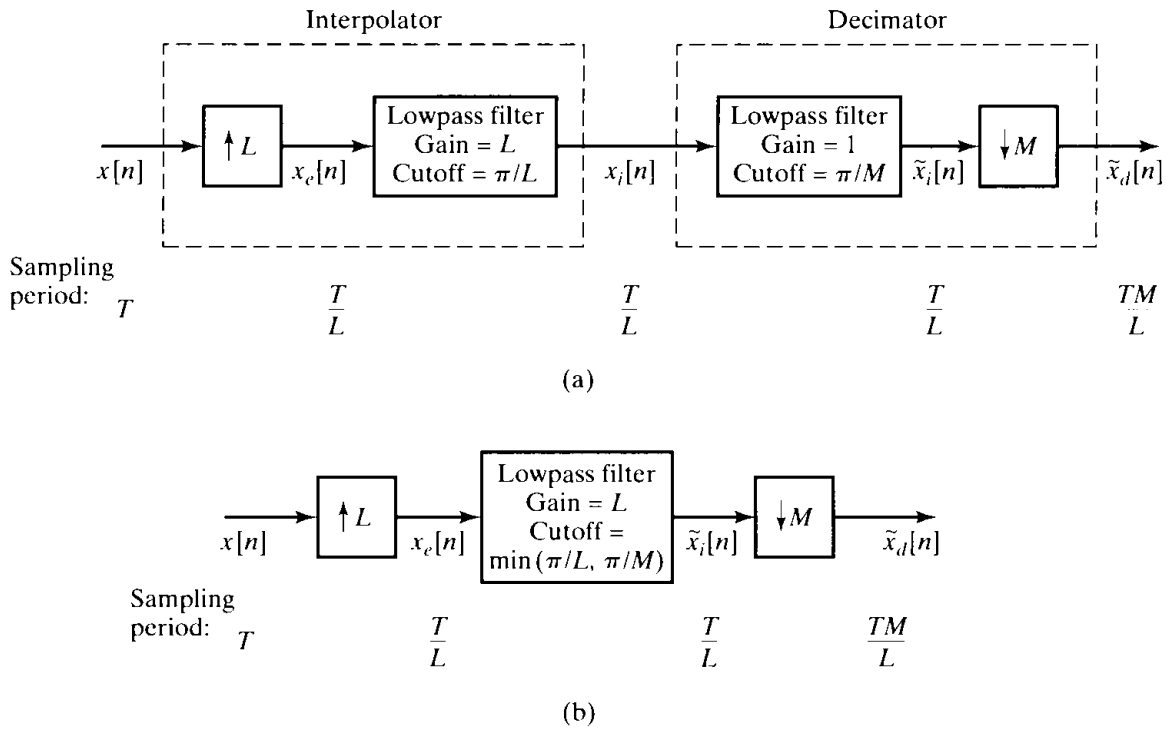 Interpolator
Decimator
↑ L
Lowpass filter
Gain = L
Cutoff = π/L
Lowpass filter
Gain = 1
Cutoff = π/M
↓ M
x[n]
x_e[n]
x_i[n]
x̃_i[n]
x̃_d[n]
Sampling
period:
T
T/L
T/L
T/L
TM/L
(a)
↑ L
Lowpass filter
Gain = L
Cutoff =
min (π/L, π/M)
↓ M
x[n]
x_e[n]
x̃_i[n]
x̃_d[n]
Sampling
period:
T
T/L
T/L
TM/L
(b)